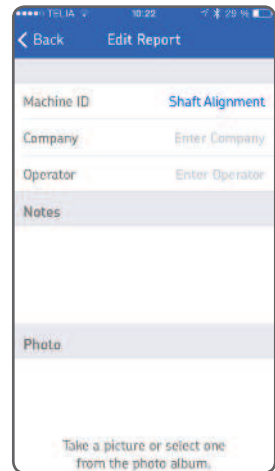 TELIA 10:22 29 %
Back Edit Report
Machine ID Shaft Alignment
Company Enter Company
Operator Enter Operator
Notes
Photo
Take a picture or select one
from the photo album.